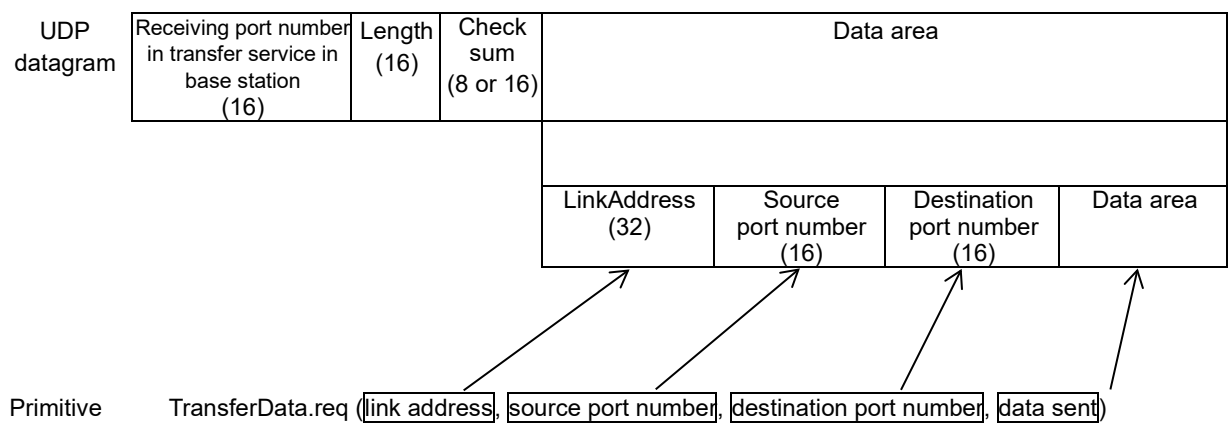 UDP
datagram
Receiving port number
in transfer service in
base station
(16)
Length
(16)
Check
sum
(8 or 16)
Data area
LinkAddress
(32)
Source
port number
(16)
Destination
port number
(16)
Data area
Primitive TransferData.req (link address, source port number, destination port number, data sent)